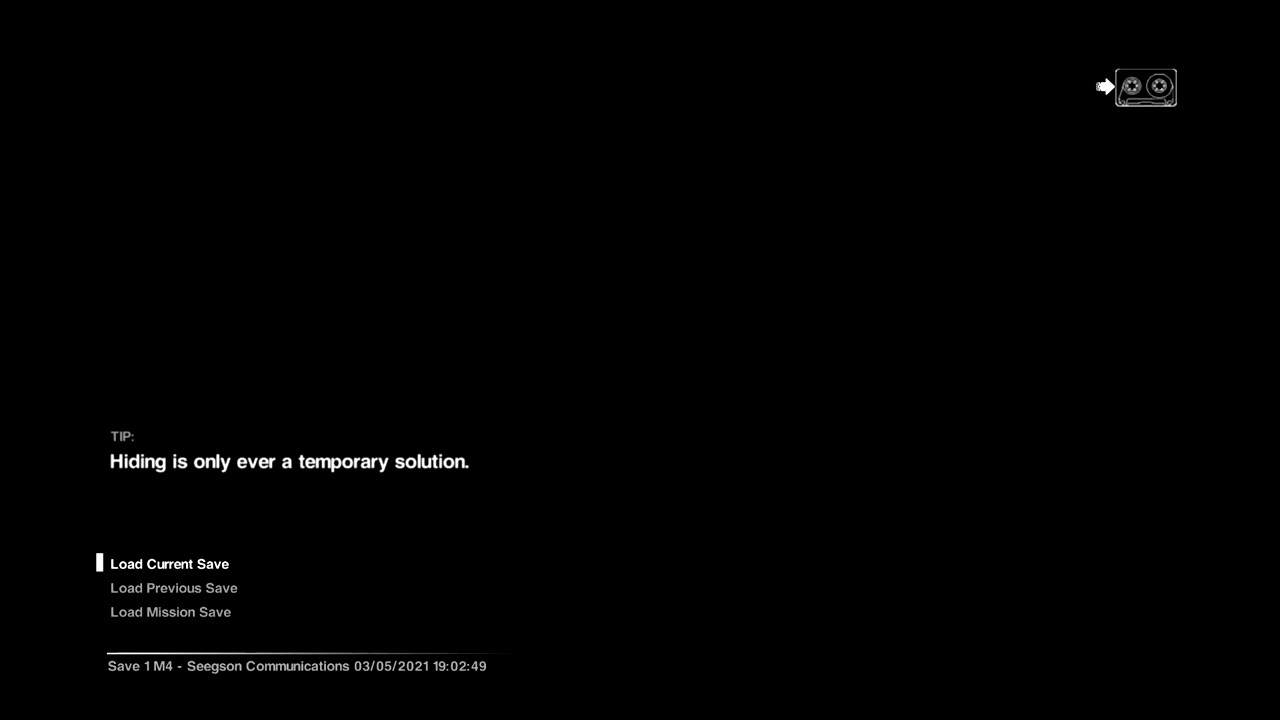 TIP:
Hiding is only ever a temporary solution.
Load Current Save
Load Previous Save
Load Mission Save
Save 1 M4 - Seegson Communications 03/05/2021 19:02:49